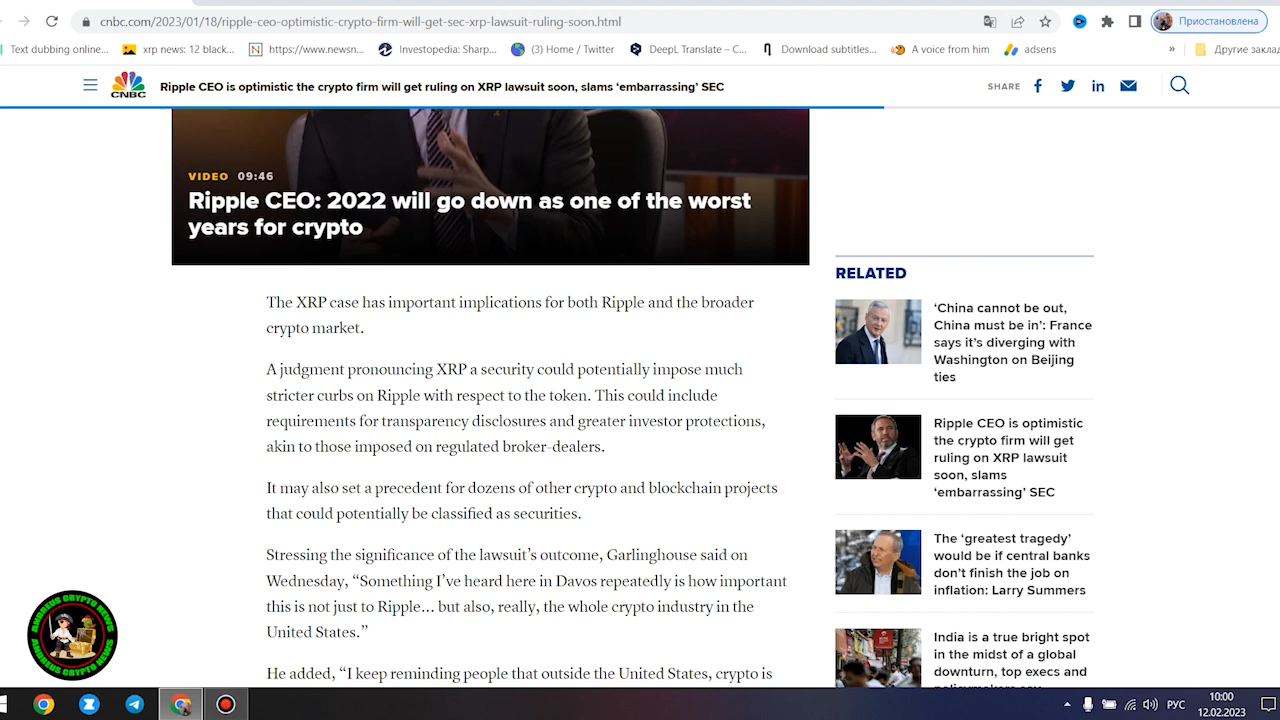 cnbc.com/2023/01/18/ripple-ceo-optimistic-crypto-firm-will-get-sec-xrp-lawsuit-ruling-soon.html
Приостановлена
Text dubbing online...
xrp news: 12 black...
https://www.newsn...
Investopedia: Sharp...
(3) Home / Twitter
DeepL Translate – C...
Download subtitles...
A voice from him
adsens
»
Другие закла
CNBC
Ripple CEO is optimistic the crypto firm will get ruling on XRP lawsuit soon, slams ‘embarrassing’ SEC
SHARE
VIDEO 09:46
Ripple CEO: 2022 will go down as one of the worst
years for crypto
The XRP case has important implications for both Ripple and the broader
crypto market.
A judgment pronouncing XRP a security could potentially impose much
stricter curbs on Ripple with respect to the token. This could include
requirements for transparency disclosures and greater investor protections,
akin to those imposed on regulated broker-dealers.
It may also set a precedent for dozens of other crypto and blockchain projects
that could potentially be classified as securities.
Stressing the significance of the lawsuit’s outcome, Garlinghouse said on
Wednesday, “Something I’ve heard here in Davos repeatedly is how important
this is not just to Ripple... but also, really, the whole crypto industry in the
United States.”
He added, “I keep reminding people that outside the United States, crypto is
RELATED
‘China cannot be out,
China must be in’: France
says it’s diverging with
Washington on Beijing
ties
Ripple CEO is optimistic
the crypto firm will get
ruling on XRP lawsuit
soon, slams
‘embarrassing’ SEC
The ‘greatest tragedy’
would be if central banks
don’t finish the job on
inflation: Larry Summers
India is a true bright spot
in the midst of a global
downturn, top execs and
ANDREUS CRYPTO NEWS
ANDREUS CRYPTO NEWS
РУС
10:00
12.02.2023